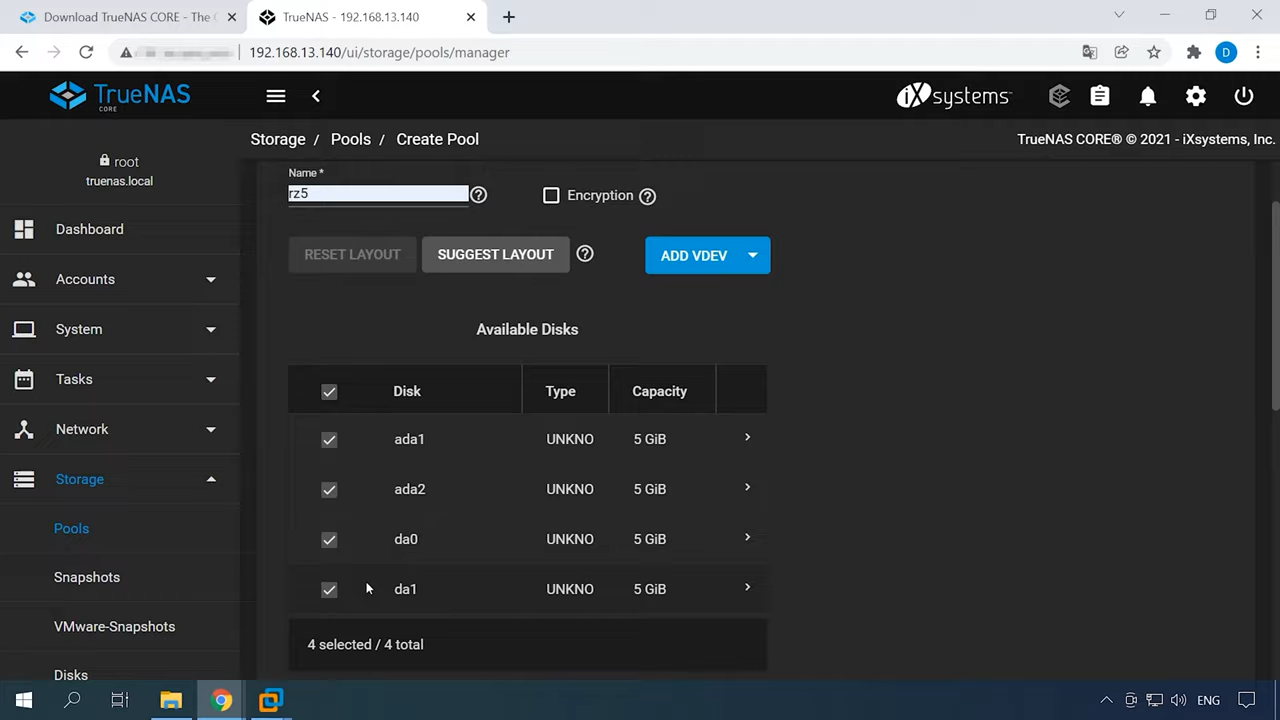 Download TrueNAS CORE - The
TrueNAS - 192.168.13.140
192.168.13.140/ui/storage/pools/manager
D
TrueNAS
CORE
iXsystems
Storage / Pools / Create Pool
TrueNAS CORE® © 2021 - iXsystems, Inc.
root
truenas.local
Dashboard
Accounts
System
Tasks
Network
Storage
Pools
Snapshots
VMware-Snapshots
Disks
Name *
rz5
Encryption
RESET LAYOUT
SUGGEST LAYOUT
ADD VDEV
Available Disks
Disk Type Capacity
ada1 UNKNO 5 GiB
ada2 UNKNO 5 GiB
da0 UNKNO 5 GiB
da1 UNKNO 5 GiB
4 selected / 4 total
ENG